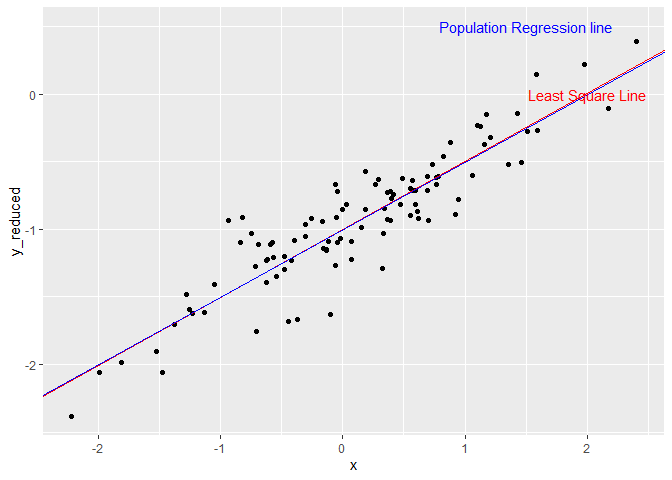 Population Regression line
0
Least Square Line
-1
-2
y_reduced
-2
-1
0
1
2
x